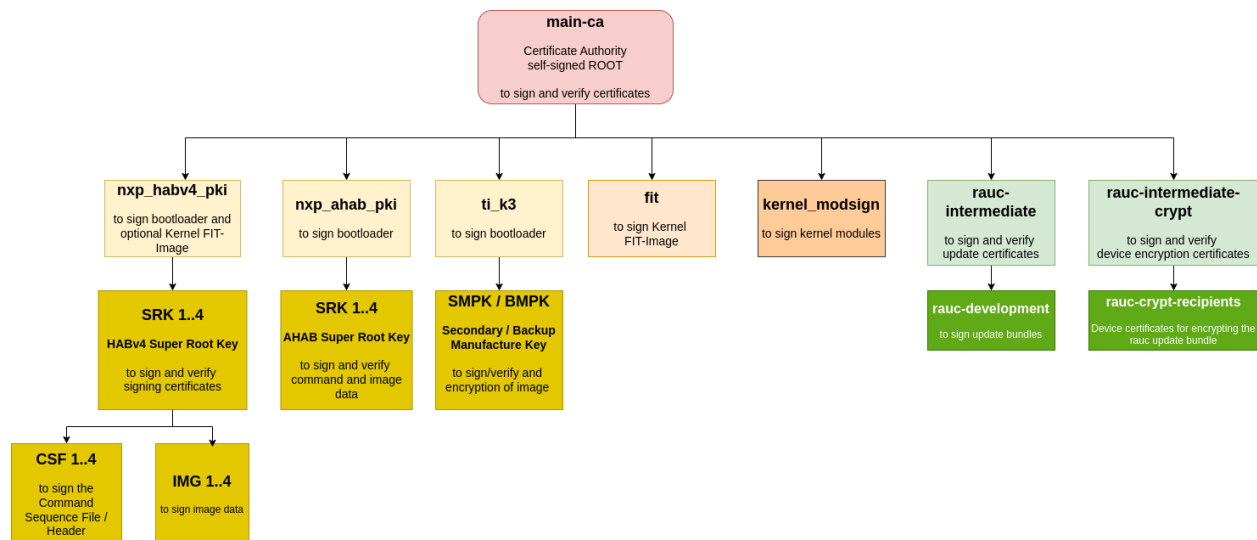 main-ca
Certificate Authority
self-signed ROOT
to sign and verify certificates
nxp_habv4_pki
to sign bootloader and
optional Kernel FIT-
Image
nxp_ahab_pki
to sign bootloader
ti_k3
to sign bootloader
fit
to sign Kernel
FIT-Image
kernel_modsign
to sign kernel modules
rauc-
intermediate
to sign and verify
update certificates
rauc-intermediate-
crypt
to sign and verify
device encryption certificates
SRK 1..4
HABv4 Super Root Key
to sign and verify
signing certificates
SRK 1..4
AHAB Super Root Key
to sign and verify
command and image
data
SMPK / BMPK
Secondary / Backup
Manufacture Key
to sign/verify and
encryption of image
rauc-development
to sign update bundles
rauc-crypt-recipients
Device certificates for encrypting the
rauc update bundle
CSF 1..4
to sign the
Command
Sequence File /
Header
IMG 1..4
to sign image data